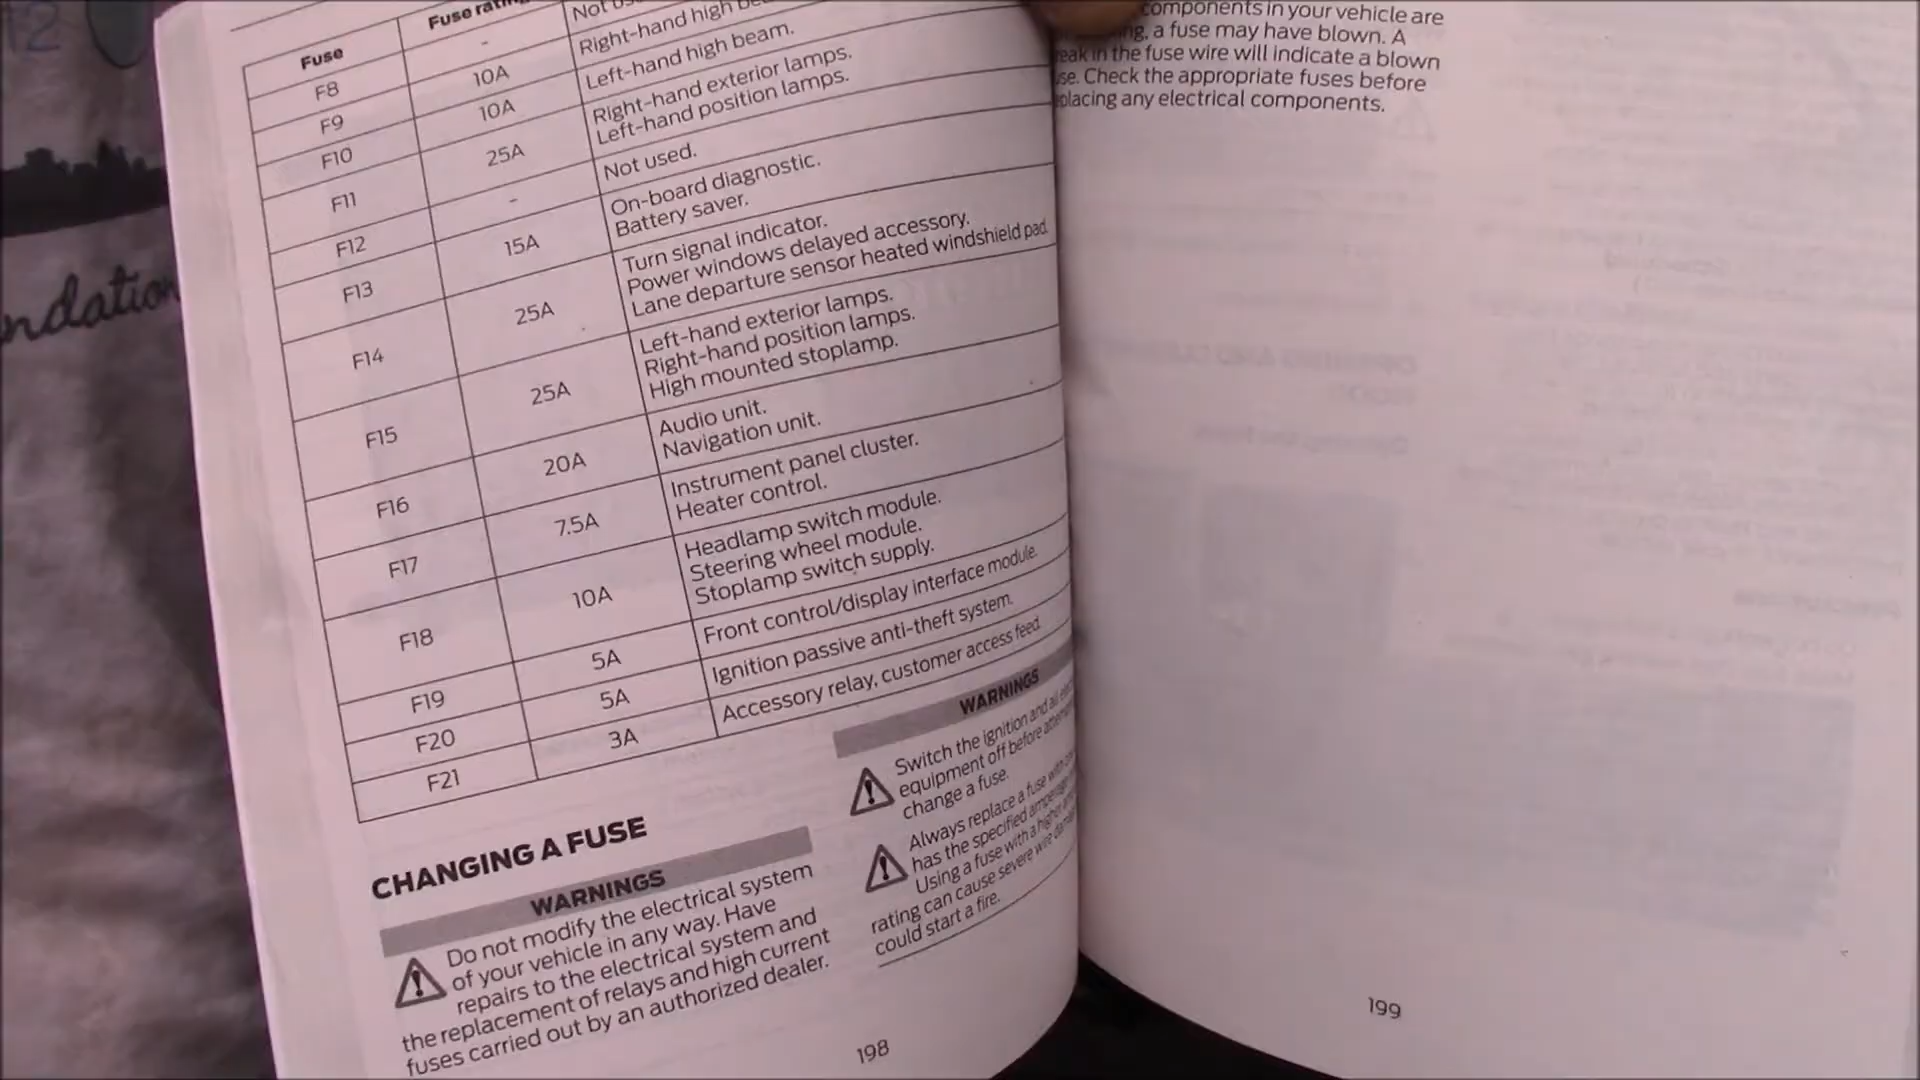 Fuse Fuse
F8 - Not
F9 10A Right-hand high
F10 10A Left-hand high beam.
F11 25A Right-hand exterior lamps.
Left-hand position lamps.
F12 - Not used.
F13 15A On-board diagnostic.
Battery saver.
F14 25A Turn signal indicator.
Power windows delayed accessory.
Lane departure sensor heated windshield pad.
F15 25A Left-hand exterior lamps.
Right-hand position lamps.
High mounted stoplamp.
F16 20A Audio unit.
Navigation unit.
F17 7.5A Instrument panel cluster.
Heater control.
F18 10A Headlamp switch module.
Steering wheel module.
Stoplamp switch supply.
F19 5A Front control/display interface module.
F20 5A Ignition passive anti-theft system.
F21 3A Accessory relay, customer access feed.
CHANGING A FUSE
WARNINGS
Do not modify the electrical system
of your vehicle in any way. Have
repairs to the electrical system and
the replacement of relays and high current
fuses carried out by an authorized dealer.
WARNINGS
Switch the ignition and all
equipment off before
change a fuse.
Always replace a fuse with
has the specified
Using a fuse with a higher
rating can cause severe wire
could start a fire.
198
components in your vehicle are
a fuse may have blown. A
in the fuse wire will indicate a blown
Check the appropriate fuses before
any electrical components.
199